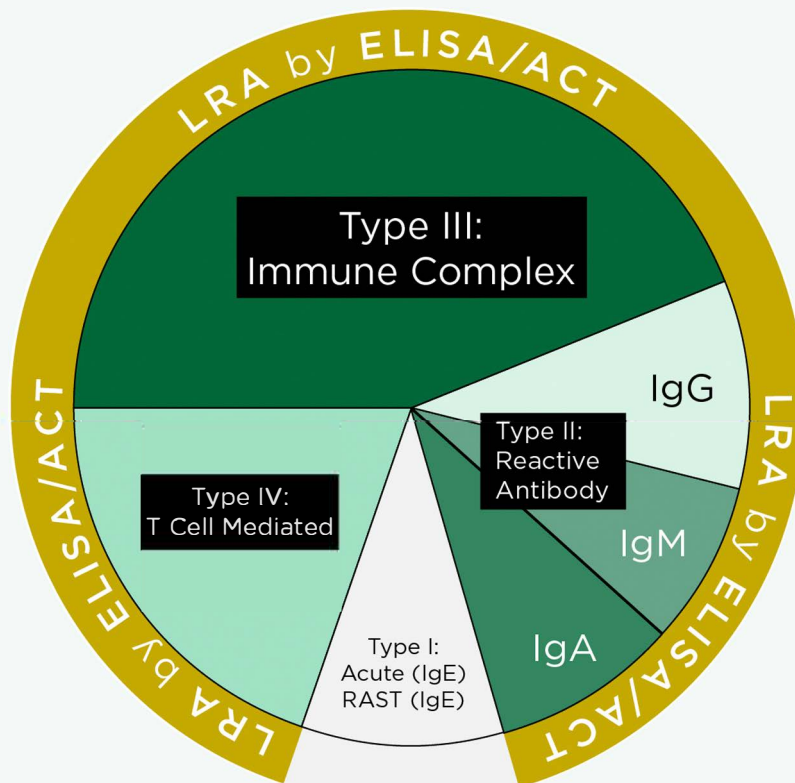 LRA by ELISA/ACT
Type III:
Immune Complex
IgG
Type II:
Reactive
Antibody
IgM
IgA
Type IV:
T Cell Mediated
Type I:
Acute (IgE)
RAST (IgE)
LRA by ELISA/ACT
LRA by ELISA/ACT